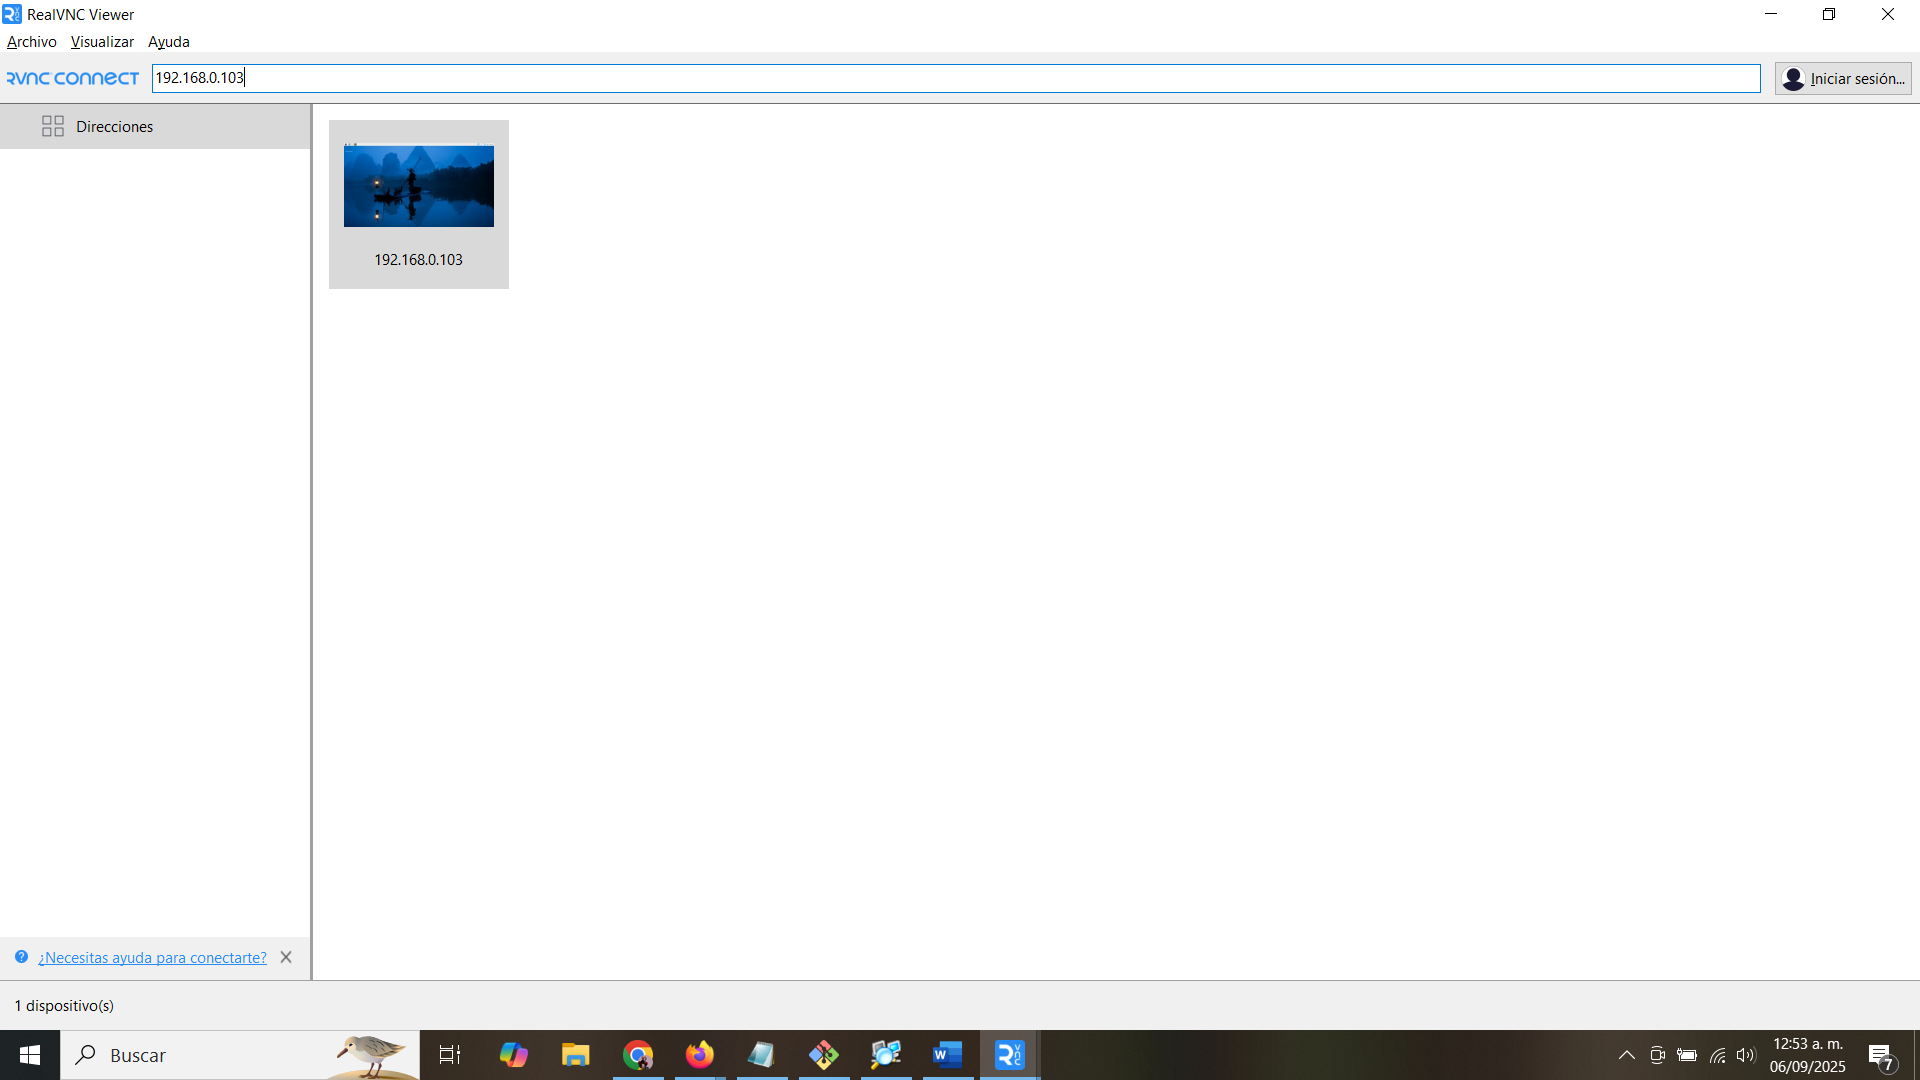 RealVNC Viewer
Archivo Visualizar Ayuda
RVNC CONNECT 192.168.0.103 Iniciar sesión...
Direcciones
192.168.0.103
¿Necesitas ayuda para conectarte?
1 dispositivo(s)
Buscar
12:53 a. m.
06/09/2025
7